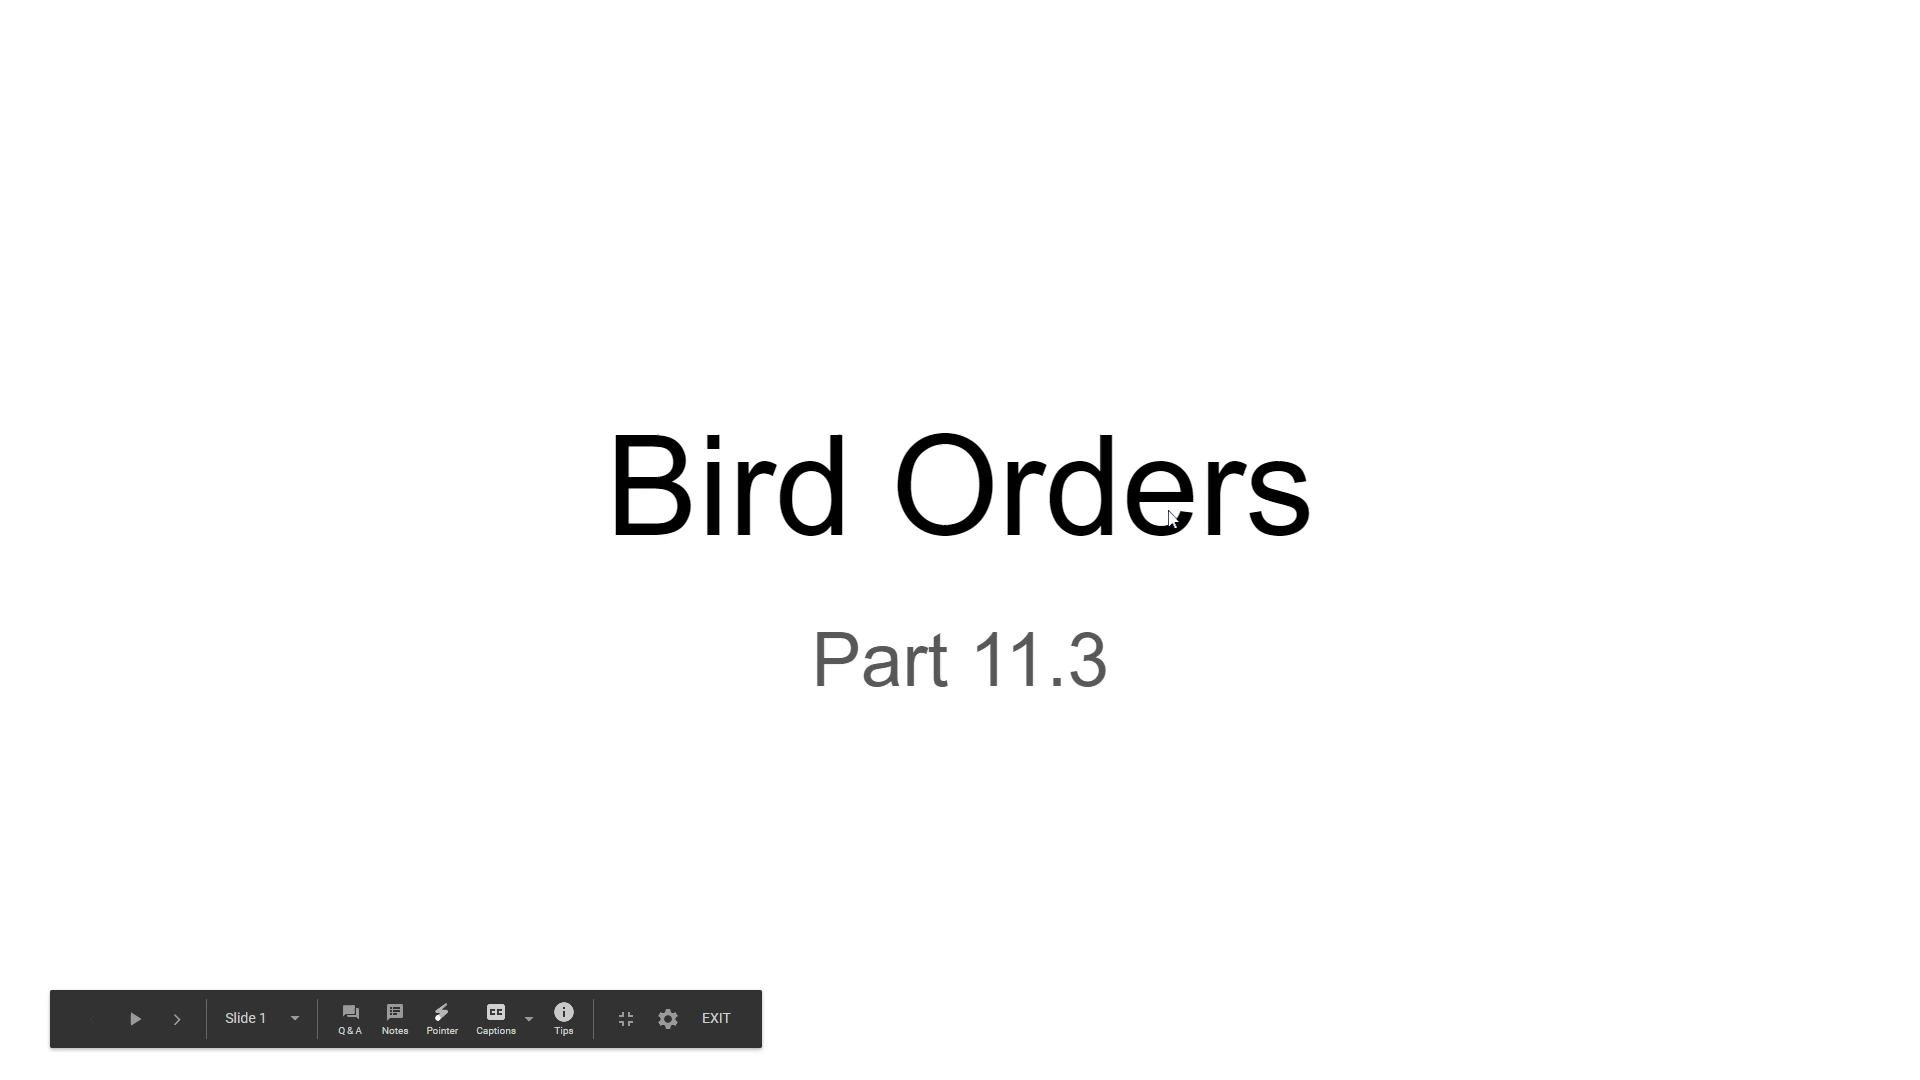 Bird Orders
Part 11.3
Slide 1
Q & A
Notes
Pointer
Captions
Tips
EXIT